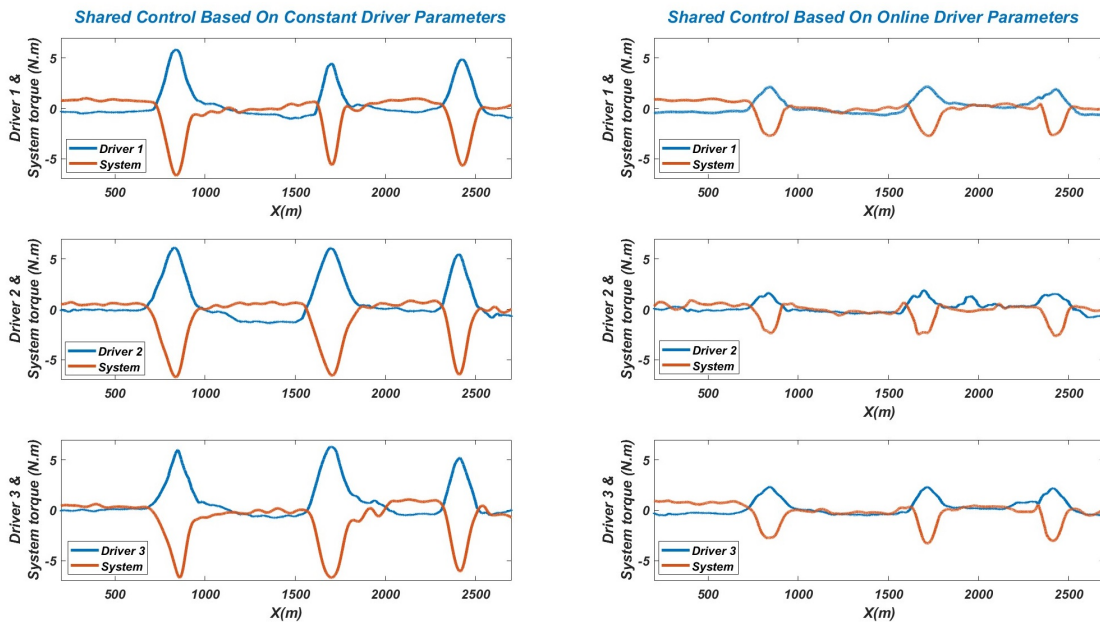 Shared Control Based On Constant Driver Parameters
Driver 1 &
System torque (N.m)
5
0
-5
Driver 1
System
500 1000 1500 2000 2500
X(m)
Driver 2 &
System torque (N.m)
5
0
-5
Driver 2
System
500 1000 1500 2000 2500
X(m)
Driver 3 &
System torque (N.m)
5
0
-5
Driver 3
System
500 1000 1500 2000 2500
X(m)
Shared Control Based On Online Driver Parameters
Driver 1 &
System torque (N.m)
5
0
-5
Driver 1
System
500 1000 1500 2000 2500
X(m)
Driver 2 &
System torque (N.m)
5
0
-5
Driver 2
System
500 1000 1500 2000 2500
X(m)
Driver 3 &
System torque (N.m)
5
0
-5
Driver 3
System
500 1000 1500 2000 2500
X(m)